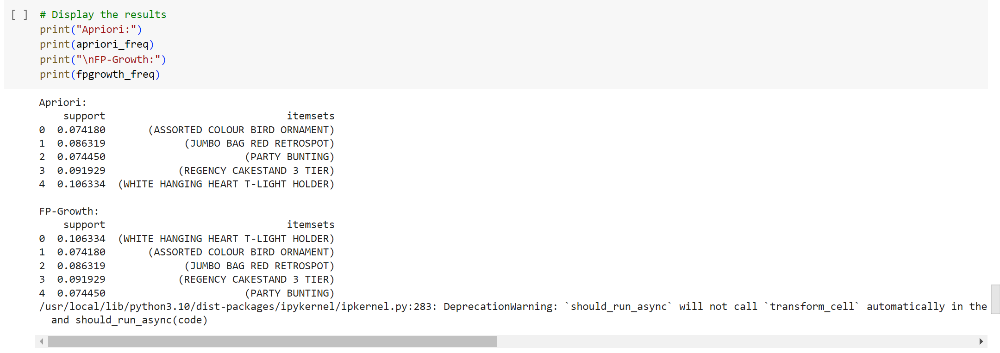 [ ] # Display the results
print("Apriori:")
print(apriori_freq)
print("\nFP-Growth:")
print(fpgrowth_freq)
Apriori:
support itemsets
0 0.074180 (ASSORTED COLOUR BIRD ORNAMENT)
1 0.086319 (JUMBO BAG RED RETROSPOT)
2 0.074450 (PARTY BUNTING)
3 0.091929 (REGENCY CAKESTAND 3 TIER)
4 0.106334 (WHITE HANGING HEART T-LIGHT HOLDER)
FP-Growth:
support itemsets
0 0.106334 (WHITE HANGING HEART T-LIGHT HOLDER)
1 0.074180 (ASSORTED COLOUR BIRD ORNAMENT)
2 0.086319 (JUMBO BAG RED RETROSPOT)
3 0.091929 (REGENCY CAKESTAND 3 TIER)
4 0.074450 (PARTY BUNTING)
/usr/local/lib/python3.10/dist-packages/ipykernel/ipkernel.py:283: DeprecationWarning: `should_run_async` will not call `transform_cell` automatically in the
and should_run_async(code)